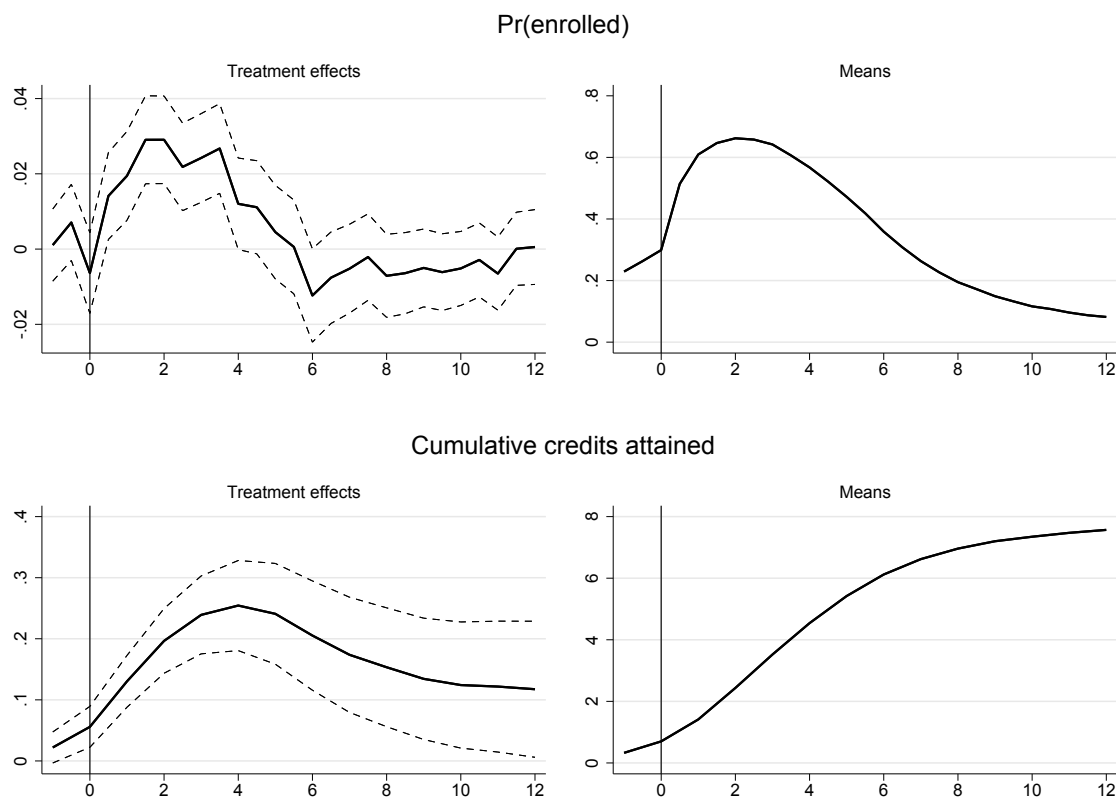 Pr(enrolled)
Treatment effects
Means
.04
.02
0
-.02
0 2 4 6 8 10 12
.8
.6
.4
.2
0
0 2 4 6 8 10 12
Cumulative credits attained
Treatment effects
Means
.4
.3
.2
.1
0
0 2 4 6 8 10 12
8
6
4
2
0
0 2 4 6 8 10 12